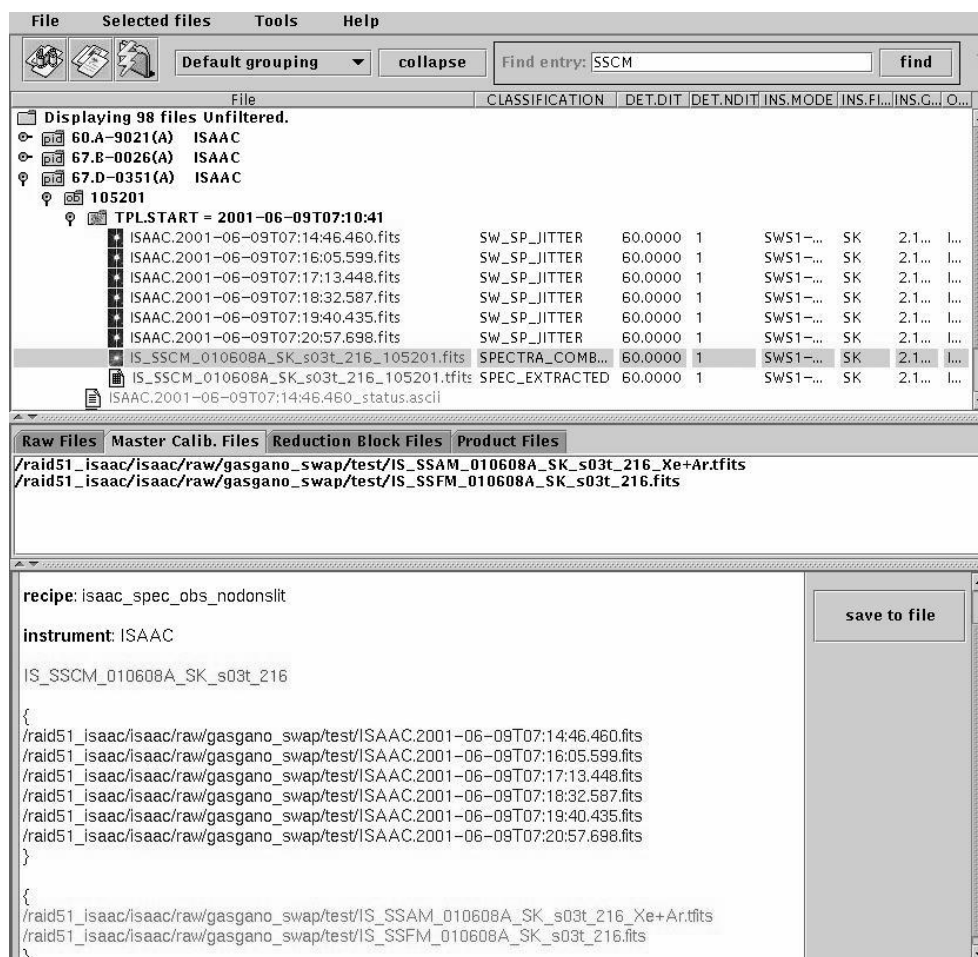 File Selected files Tools Help
Default grouping collapse Find entry: SSCM find
File CLASSIFICATION DET.DIT DET.NDIT INS.MODE INS.FI... INS.G... O...
Displaying 98 files Unfiltered.
pid 60.A-9021(A) ISAAC
pid 67.B-0026(A) ISAAC
pid 67.D-0351(A) ISAAC
ob 105201
TPL.START = 2001-06-09T07:10:41
ISAAC.2001-06-09T07:14:46.460.fits SW_SP_JITTER 60.0000 1 SWS1-... SK 2.1... I...
ISAAC.2001-06-09T07:16:05.599.fits SW_SP_JITTER 60.0000 1 SWS1-... SK 2.1... I...
ISAAC.2001-06-09T07:17:13.448.fits SW_SP_JITTER 60.0000 1 SWS1-... SK 2.1... I...
ISAAC.2001-06-09T07:18:32.587.fits SW_SP_JITTER 60.0000 1 SWS1-... SK 2.1... I...
ISAAC.2001-06-09T07:19:40.435.fits SW_SP_JITTER 60.0000 1 SWS1-... SK 2.1... I...
ISAAC.2001-06-09T07:20:57.698.fits SW_SP_JITTER 60.0000 1 SWS1-... SK 2.1... I...
IS_SSCM_010608A_SK_s03t_216_105201.fits SPECTRA_COMB... 60.0000 1 SWS1-... SK 2.1... I...
IS_SSCM_010608A_SK_s03t_216_105201.tfits SPEC_EXTRACTED 60.0000 1 SWS1-... SK 2.1... I...
ISAAC.2001-06-09T07:14:46.460_status.ascii
Raw Files Master Calib. Files Reduction Block Files Product Files
/raid51_isaac/isaac/raw/gasgano_swap/test/IS_SSAM_010608A_SK_s03t_216_Xe+Ar.tfits
/raid51_isaac/isaac/raw/gasgano_swap/test/IS_SSFM_010608A_SK_s03t_216.fits
recipe: isaac_spec_obs_nodonslit
save to file
instrument: ISAAC
IS_SSCM_010608A_SK_s03t_216
{
/raid51_isaac/isaac/raw/gasgano_swap/test/ISAAC.2001-06-09T07:14:46.460.fits
/raid51_isaac/isaac/raw/gasgano_swap/test/ISAAC.2001-06-09T07:16:05.599.fits
/raid51_isaac/isaac/raw/gasgano_swap/test/ISAAC.2001-06-09T07:17:13.448.fits
/raid51_isaac/isaac/raw/gasgano_swap/test/ISAAC.2001-06-09T07:18:32.587.fits
/raid51_isaac/isaac/raw/gasgano_swap/test/ISAAC.2001-06-09T07:19:40.435.fits
/raid51_isaac/isaac/raw/gasgano_swap/test/ISAAC.2001-06-09T07:20:57.698.fits
}
{
/raid51_isaac/isaac/raw/gasgano_swap/test/IS_SSAM_010608A_SK_s03t_216_Xe+Ar.tfits
/raid51_isaac/isaac/raw/gasgano_swap/test/IS_SSFM_010608A_SK_s03t_216.fits
}